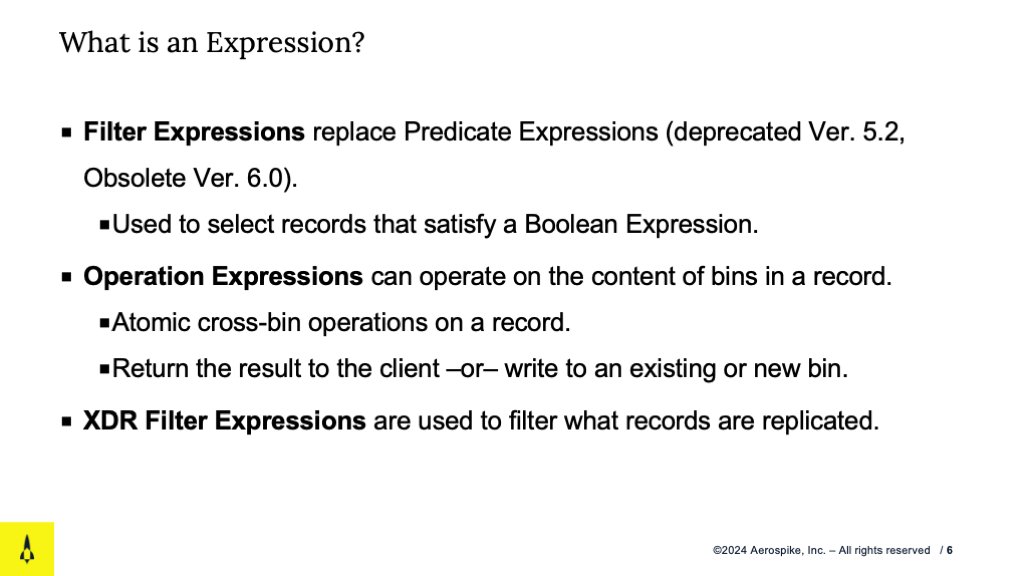 What is an Expression?
▪ Filter Expressions replace Predicate Expressions (deprecated Ver. 5.2,
Obsolete Ver. 6.0).
▪Used to select records that satisfy a Boolean Expression.
▪ Operation Expressions can operate on the content of bins in a record.
▪Atomic cross-bin operations on a record.
▪Return the result to the client –or– write to an existing or new bin.
▪ XDR Filter Expressions are used to filter what records are replicated.
©2024 Aerospike, Inc. – All rights reserved / 6